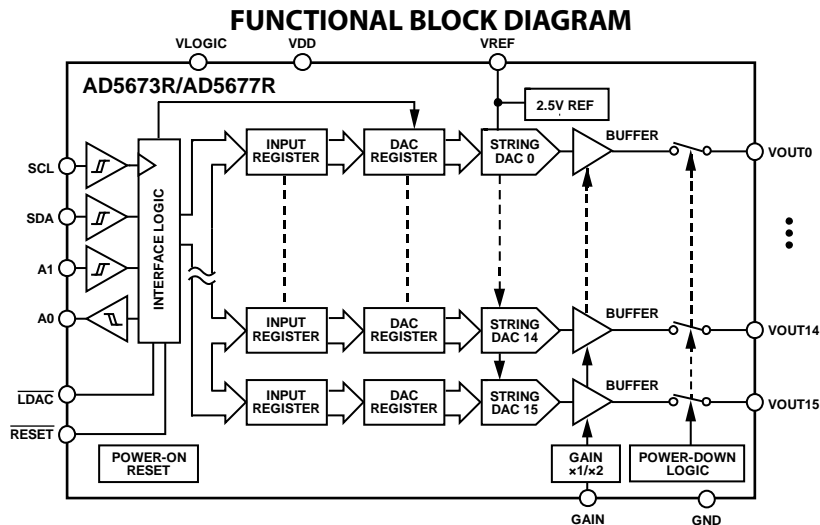 FUNCTIONAL BLOCK DIAGRAM
VLOGIC
VDD
VREF
AD5673R/AD5677R
2.5V REF
SCL
SDA
A1
A0
LDAC
RESET
INTERFACE LOGIC
INPUT
REGISTER
DAC
REGISTER
STRING
DAC 0
BUFFER
VOUT0
INPUT
REGISTER
DAC
REGISTER
STRING
DAC 14
BUFFER
VOUT14
INPUT
REGISTER
DAC
REGISTER
STRING
DAC 15
BUFFER
VOUT15
POWER-ON
RESET
GAIN
×1/×2
POWER-DOWN
LOGIC
GAIN
GND